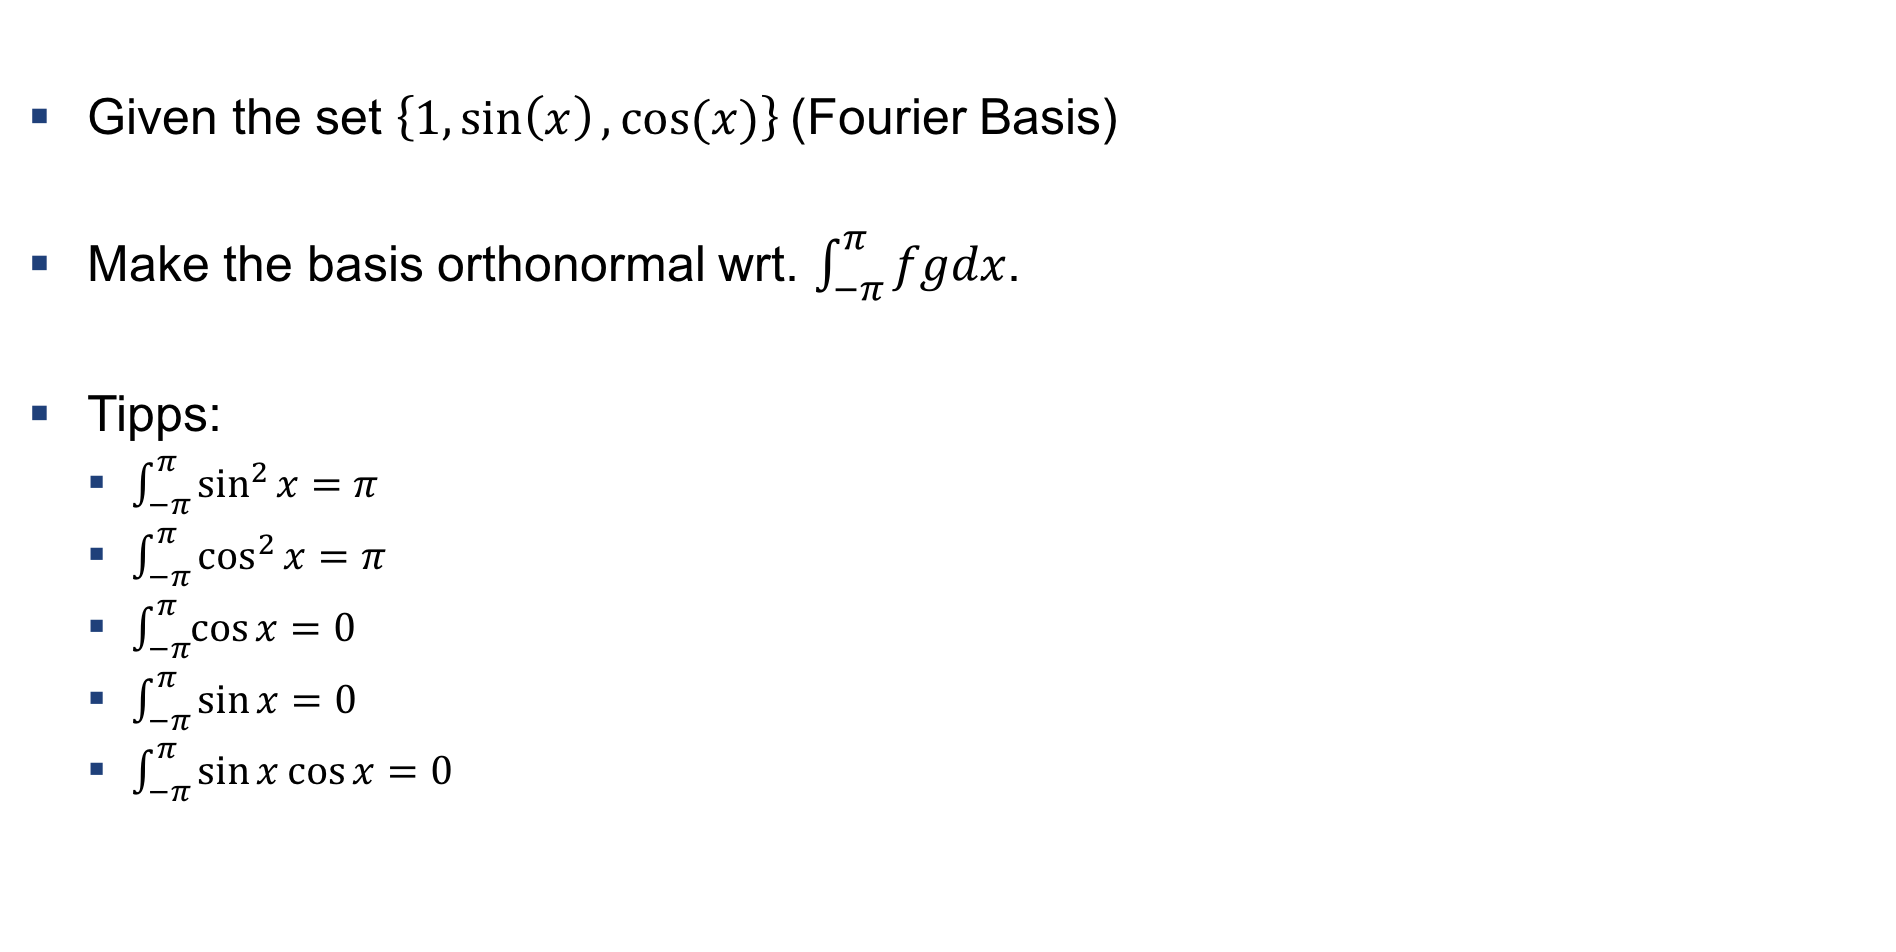 ▪ Given the set {1, sin(x), cos(x)} (Fourier Basis)
▪ Make the basis orthonormal wrt. ∫_{−π}^{π} fgdx.
▪ Tipps:
▪ ∫_{−π}^{π} sin² x = π
▪ ∫_{−π}^{π} cos² x = π
▪ ∫_{−π}^{π} cos x = 0
▪ ∫_{−π}^{π} sin x = 0
▪ ∫_{−π}^{π} sin x cos x = 0